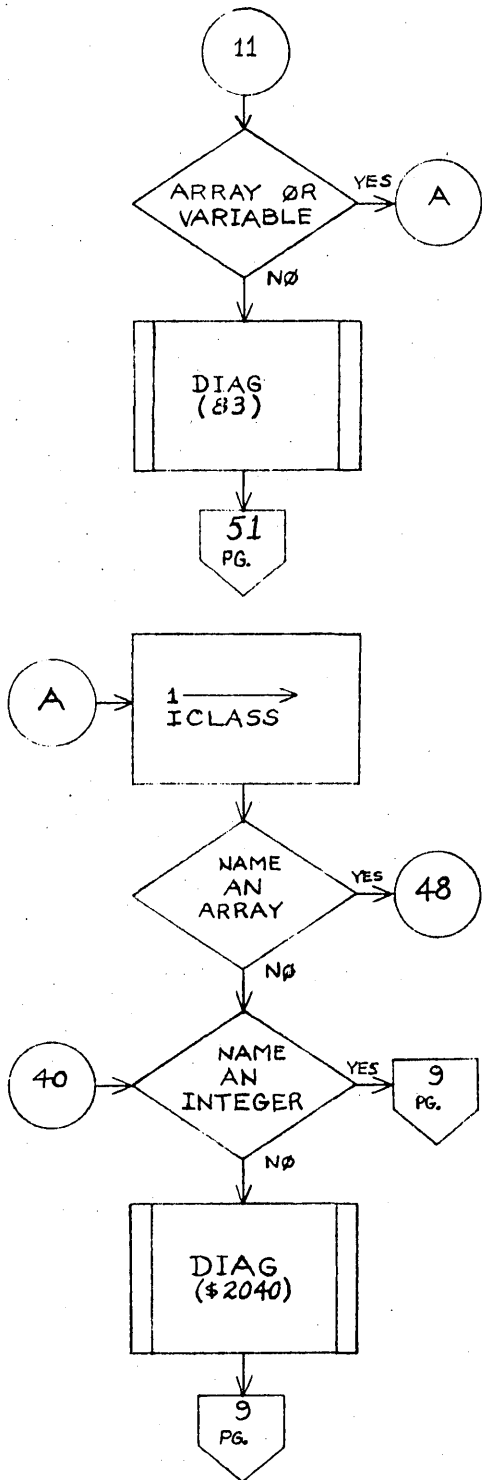 11
ARRAY ØR
VARIABLE
YES
A
NØ
DIAG
(83)
51
PG.
A
1
ICLASS
NAME
AN
ARRAY
YES
48
NØ
40
NAME
AN
INTEGER
YES
9
PG.
NØ
DIAG
($2040)
9
PG.